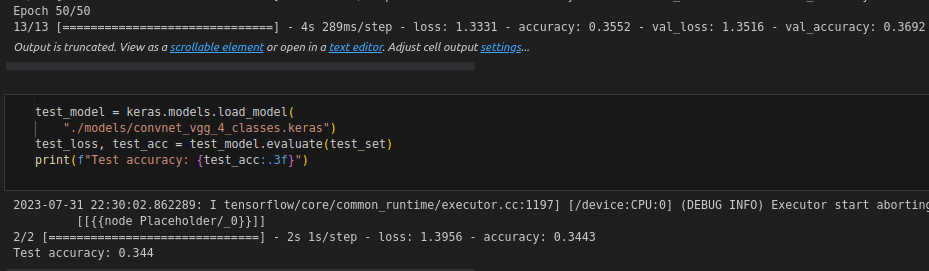 Epoch 50/50
13/13 [==============================] - 4s 289ms/step - loss: 1.3331 - accuracy: 0.3552 - val_loss: 1.3516 - val_accuracy: 0.3692
Output is truncated. View as a scrollable element or open in a text editor. Adjust cell output settings...
test_model = keras.models.load_model(
    "./models/convnet_vgg_4_classes.keras")
test_loss, test_acc = test_model.evaluate(test_set)
print(f"Test accuracy: {test_acc:.3f}")
2023-07-31 22:30:02.862289: I tensorflow/core/common_runtime/executor.cc:1197] [/device:CPU:0] (DEBUG INFO) Executor start aborting
	 [[{{node Placeholder/_0}}]]
2/2 [==============================] - 2s 1s/step - loss: 1.3956 - accuracy: 0.3443
Test accuracy: 0.344